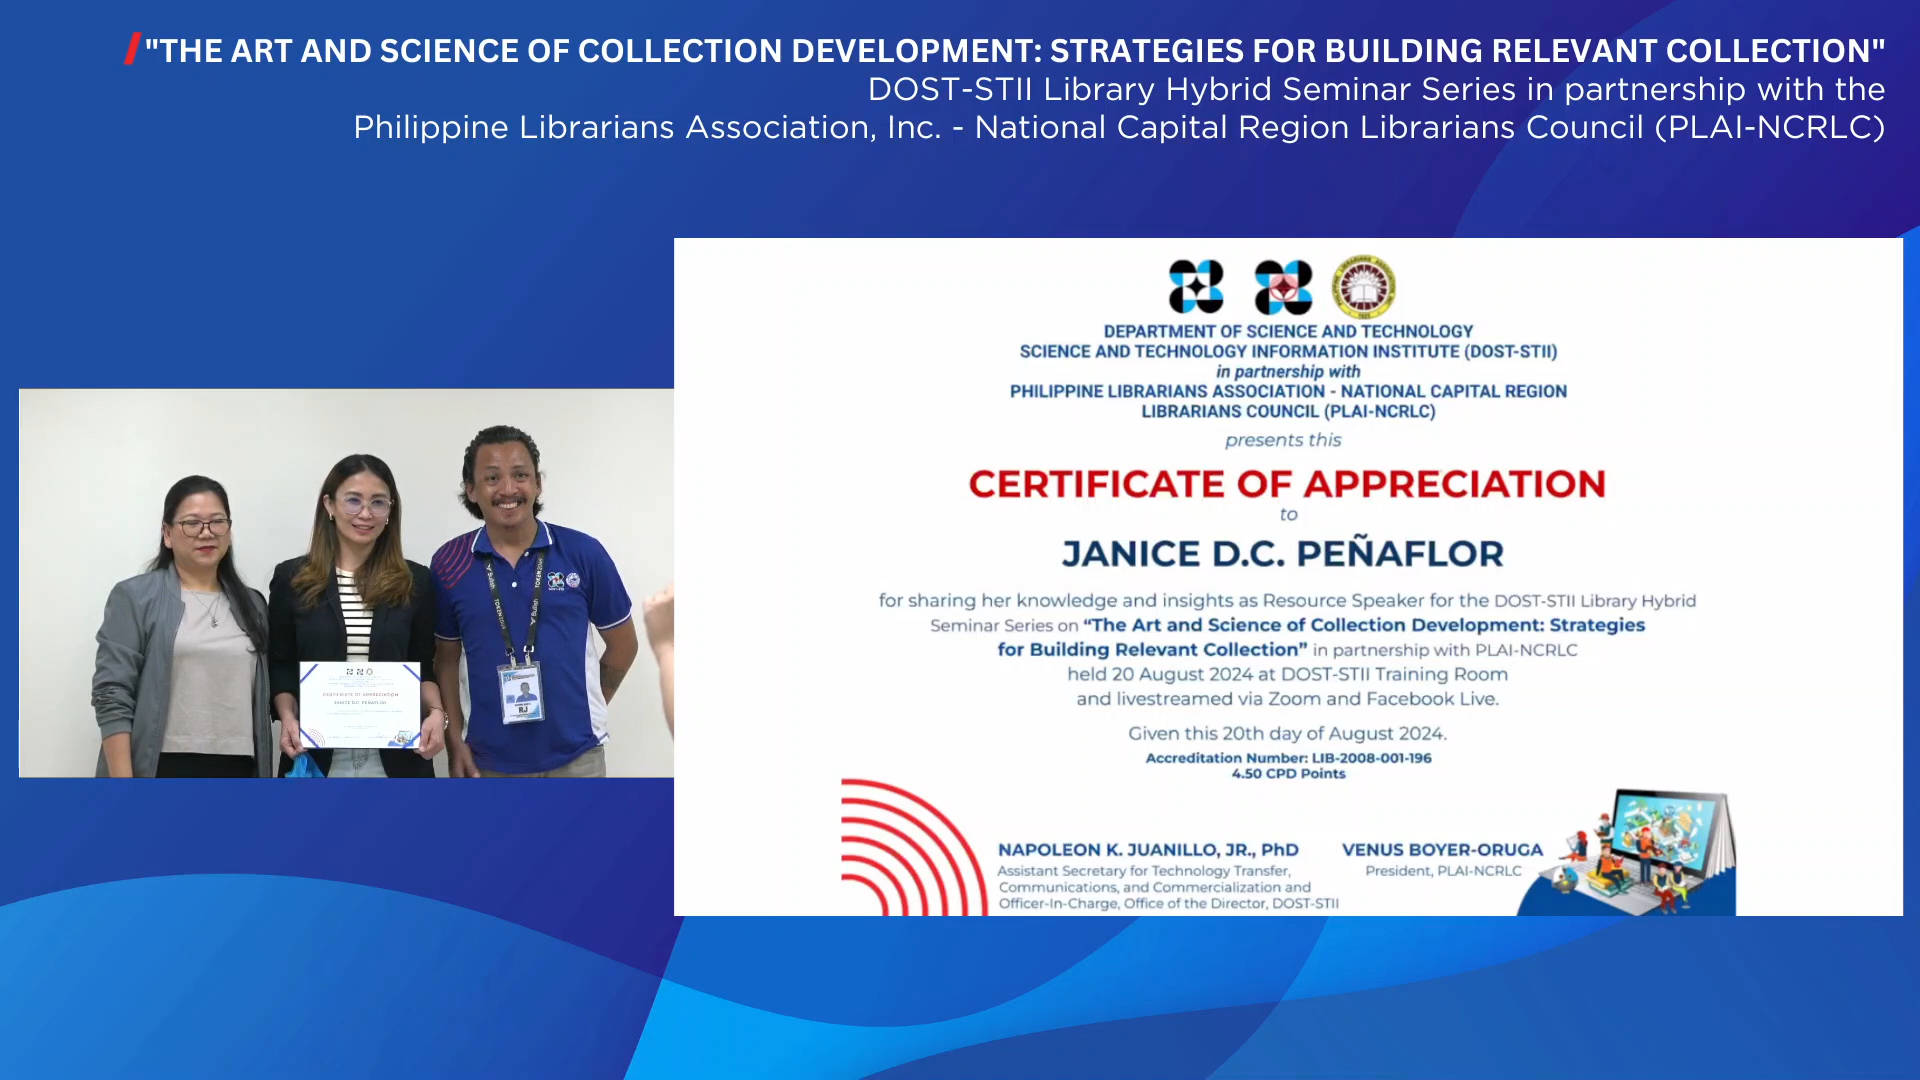 "THE ART AND SCIENCE OF COLLECTION DEVELOPMENT: STRATEGIES FOR BUILDING RELEVANT COLLECTION"
DOST-STII Library Hybrid Seminar Series in partnership with the
Philippine Librarians Association, Inc. - National Capital Region Librarians Council (PLAI-NCRLC)
DEPARTMENT OF SCIENCE AND TECHNOLOGY
SCIENCE AND TECHNOLOGY INFORMATION INSTITUTE (DOST-STII)
in partnership with
PHILIPPINE LIBRARIANS ASSOCIATION - NATIONAL CAPITAL REGION
LIBRARIANS COUNCIL (PLAI-NCRLC)
presents this
CERTIFICATE OF APPRECIATION
to
JANICE D.C. PEÑAFLOR
for sharing her knowledge and insights as Resource Speaker for the DOST-STII Library Hybrid
Seminar Series on “The Art and Science of Collection Development: Strategies
for Building Relevant Collection” in partnership with PLAI-NCRLC
held 20 August 2024 at DOST-STII Training Room
and livestreamed via Zoom and Facebook Live.
Given this 20th day of August 2024.
Accreditation Number: LIB-2008-001-196
4.50 CPD Points
NAPOLEON K. JUANILLO, JR., PhD
Assistant Secretary for Technology Transfer,
Communications, and Commercialization and
Officer-In-Charge, Office of the Director, DOST-STII
VENUS BOYER-ORUGA
President, PLAI-NCRLC
CERTIFICATE OF APPRECIATION
JANICE D.C. PEÑAFLOR
RJ